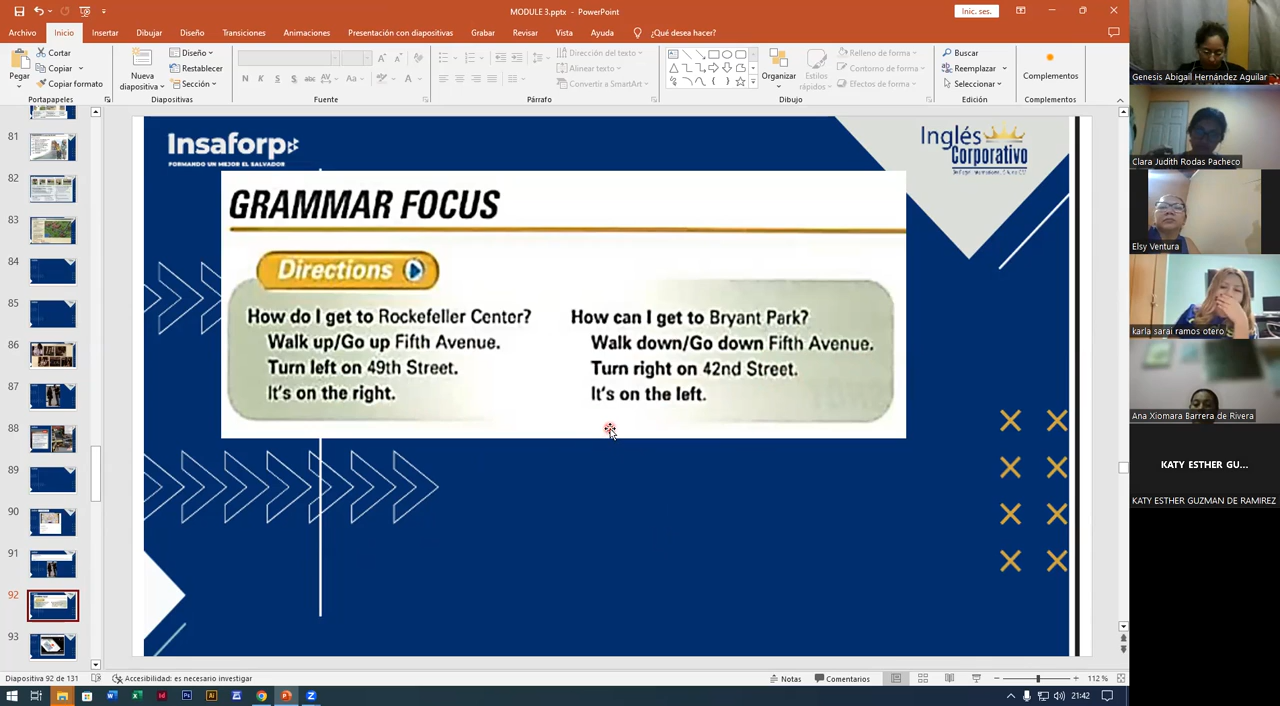 MODULE 3.pptx - PowerPoint
Inic. ses.
Archivo Inicio Insertar Dibujar Diseño Transiciones Animaciones Presentación con diapositivas Grabar Revisar Vista Ayuda ¿Qué desea hacer?
Pegar
Cortar
Copiar
Copiar formato
Portapapeles
Nueva diapositiva
Diseño
Restablecer
Sección
Diapositivas
Fuente
Dirección del texto
Alinear texto
Convertir a SmartArt
Párrafo
Organizar
Estilos rápidos
Relleno de forma
Contorno de forma
Efectos de forma
Dibujo
Buscar
Reemplazar
Seleccionar
Edición
Complementos
Complementos
81
82
83
84
85
86
87
88
89
90
91
92
93
Insaforp
FORMANDO UN MEJOR EL SALVADOR
Inglés
Corporativo
GRAMMAR FOCUS
Directions
How do I get to Rockefeller Center?
Walk up/Go up Fifth Avenue.
Turn left on 49th Street.
It's on the right.
How can I get to Bryant Park?
Walk down/Go down Fifth Avenue.
Turn right on 42nd Street.
It's on the left.
Genesis Abigail Hernández Aguilar
Clara Judith Rodas Pacheco
Elsy Ventura
karla sarai ramos otero
Ana Xiomara Barrera de Rivera
KATY ESTHER GU...
KATY ESTHER GUZMAN DE RAMIREZ
Diapositiva 92 de 131
Accesibilidad: es necesario investigar
Notas
Comentarios
112 %
21:42